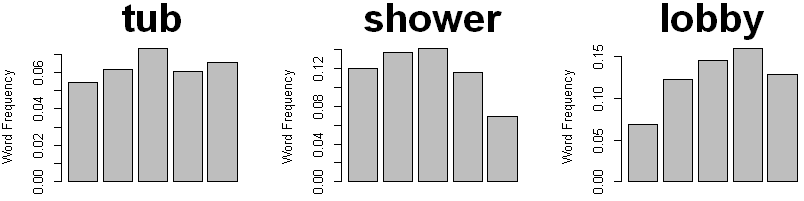 tub
Word Frequency
0.00 0.02 0.04 0.06
shower
Word Frequency
0.00 0.04 0.08 0.12
lobby
Word Frequency
0.00 0.05 0.10 0.15